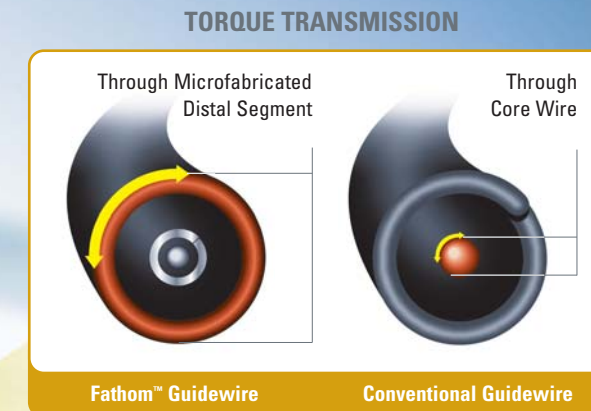 TORQUE TRANSMISSION
Through Microfabricated
Distal Segment
Through
Core Wire
Fathom™ Guidewire
Conventional Guidewire